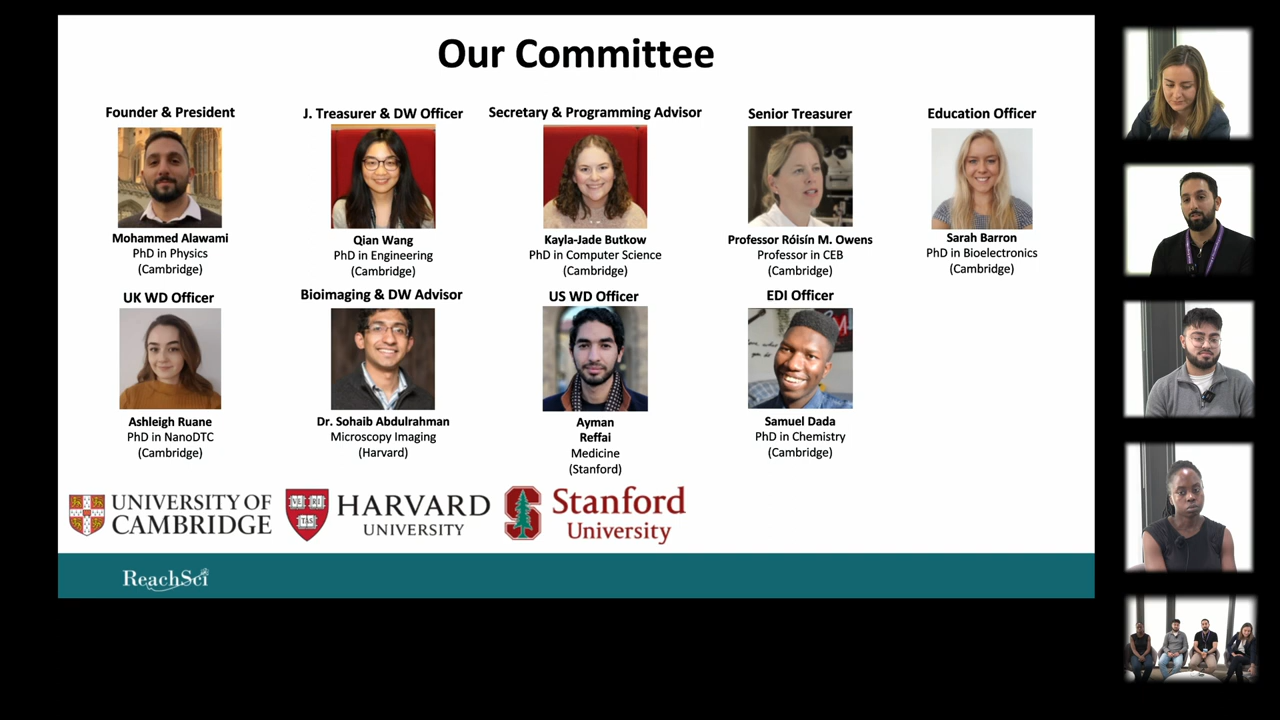 Our Committee
Founder & President
Mohammed Alawami
PhD in Physics
(Cambridge)
J. Treasurer & DW Officer
Qian Wang
PhD in Engineering
(Cambridge)
Secretary & Programming Advisor
Kayla-Jade Butkow
PhD in Computer Science
(Cambridge)
Senior Treasurer
Professor Róisín M. Owens
Professor in CEB
(Cambridge)
Education Officer
Sarah Barron
PhD in Bioelectronics
(Cambridge)
UK WD Officer
Ashleigh Ruane
PhD in NanoDTC
(Cambridge)
Bioimaging & DW Advisor
Dr. Sohaib Abdulrahman
Microscopy Imaging
(Harvard)
US WD Officer
Ayman
Reffai
Medicine
(Stanford)
EDI Officer
Samuel Dada
PhD in Chemistry
(Cambridge)
UNIVERSITY OF
CAMBRIDGE
VE RI
TAS
HARVARD
UNIVERSITY
S
Stanford
University
ReachSci